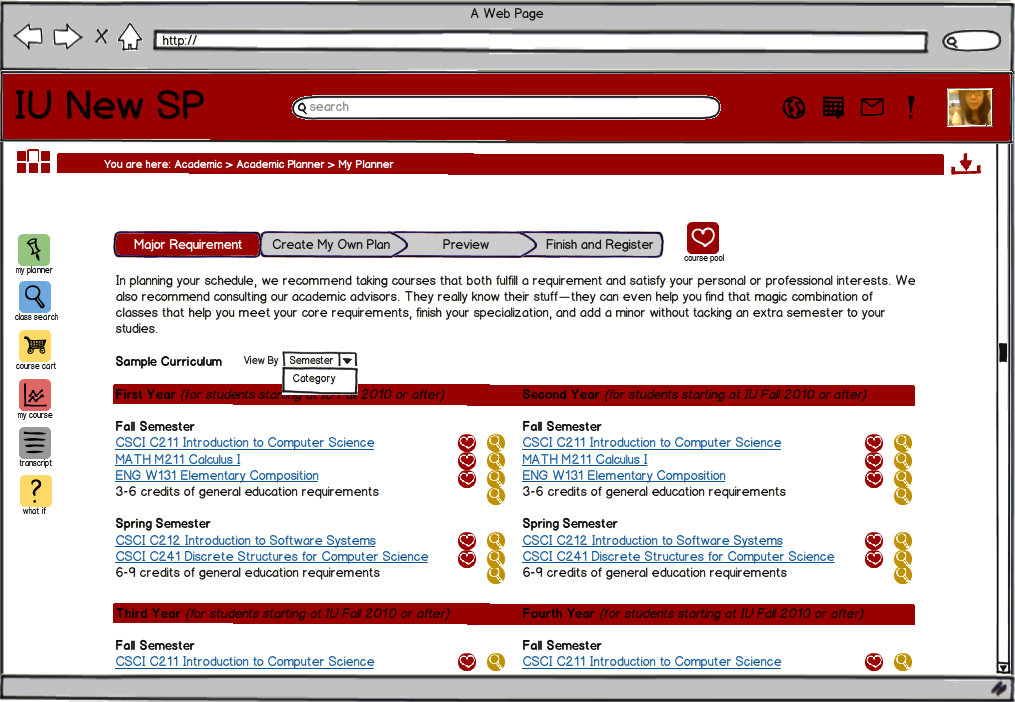 A Web Page
http://
IU New SP
search
!
You are here: Academic > Academic Planner > My Planner
Major Requirement
Create My Own Plan
Preview
Finish and Register
course pool
my planner
class search
course cart
my course
transcript
?
what if
In planning your schedule, we recommend taking courses that both fulfill a requirement and satisfy your personal or professional interests. We
also recommend consulting our academic advisors. They really know their stuff—they can even help you find that magic combination of
classes that help you meet your core requirements, finish your specialization, and add a minor without tacking an extra semester to your
studies.
Sample Curriculum
View By
Semester
Category
First Year (for students starting at IU Fall 2010 or after)
Fall Semester
CSCI C211 Introduction to Computer Science
MATH M211 Calculus I
ENG W131 Elementary Composition
3-6 credits of general education requirements
Spring Semester
CSCI C212 Introduction to Software Systems
CSCI C241 Discrete Structures for Computer Science
6-9 credits of general education requirements
Second Year (for students starting at IU Fall 2010 or after)
Fall Semester
CSCI C211 Introduction to Computer Science
MATH M211 Calculus I
ENG W131 Elementary Composition
3-6 credits of general education requirements
Spring Semester
CSCI C212 Introduction to Software Systems
CSCI C241 Discrete Structures for Computer Science
6-9 credits of general education requirements
Third Year (for students starting at IU Fall 2010 or after)
Fall Semester
CSCI C211 Introduction to Computer Science
Fourth Year (for students starting at IU Fall 2010 or after)
Fall Semester
CSCI C211 Introduction to Computer Science